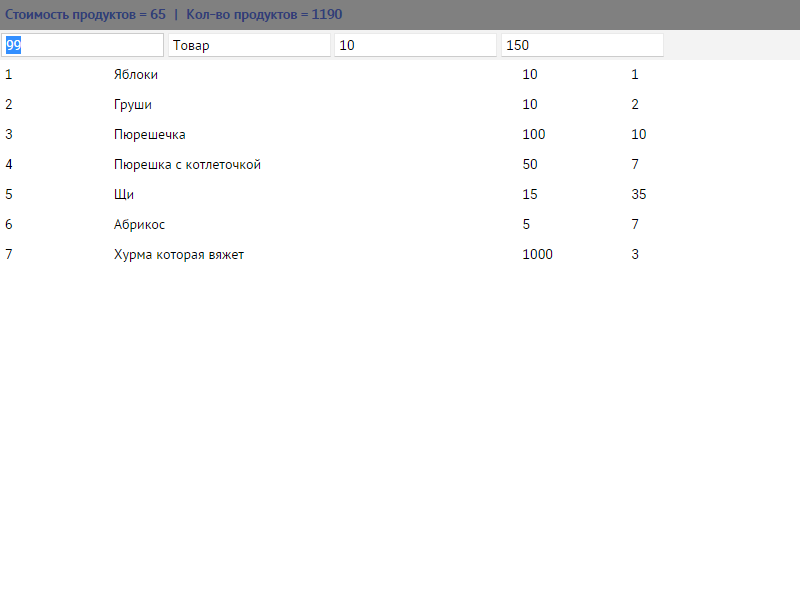 Стоимость продуктов = 65 | Кол-во продуктов = 1190
99 Товар 10 150
1 Яблоки 10 1
2 Груши 10 2
3 Пюрешечка 100 10
4 Пюрешка с котлеточкой 50 7
5 Щи 15 35
6 Абрикос 5 7
7 Хурма которая вяжет 1000 3